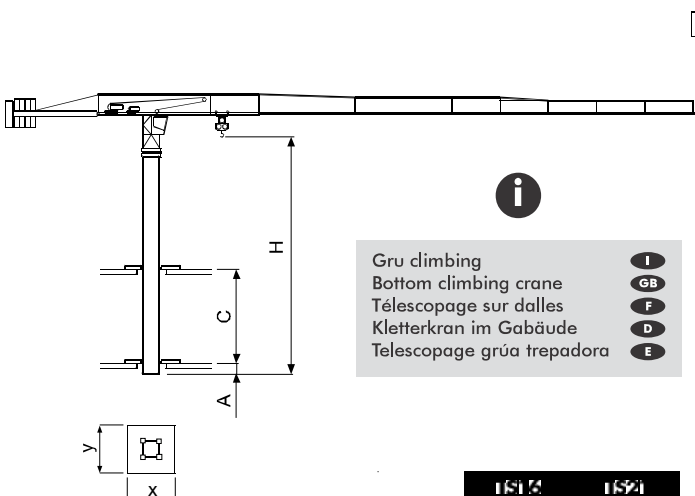 H
i
Gru climbing I
Bottom climbing crane GB
Télescopage sur dalles F
Kletterkran im Gabäude D
Telescopage grúa trepadora E
C
A
y
x